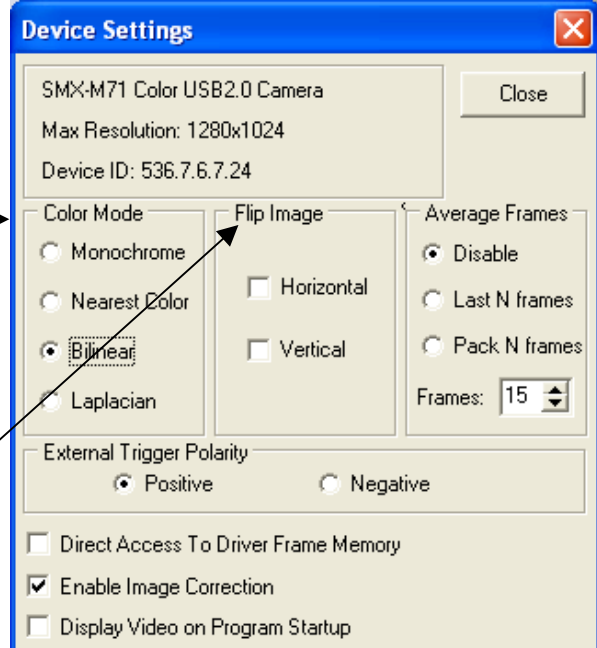 Device Settings
SMX-M71 Color USB2.0 Camera
Close
Max Resolution: 1280x1024
Device ID: 536.7.6.7.24
Color Mode
Monochrome
Nearest Color
Bilinear
Laplacian
Flip Image
Horizontal
Vertical
Average Frames
Disable
Last N frames
Pack N frames
Frames: 15
External Trigger Polarity
Positive Negative
Direct Access To Driver Frame Memory
Enable Image Correction
Display Video on Program Startup